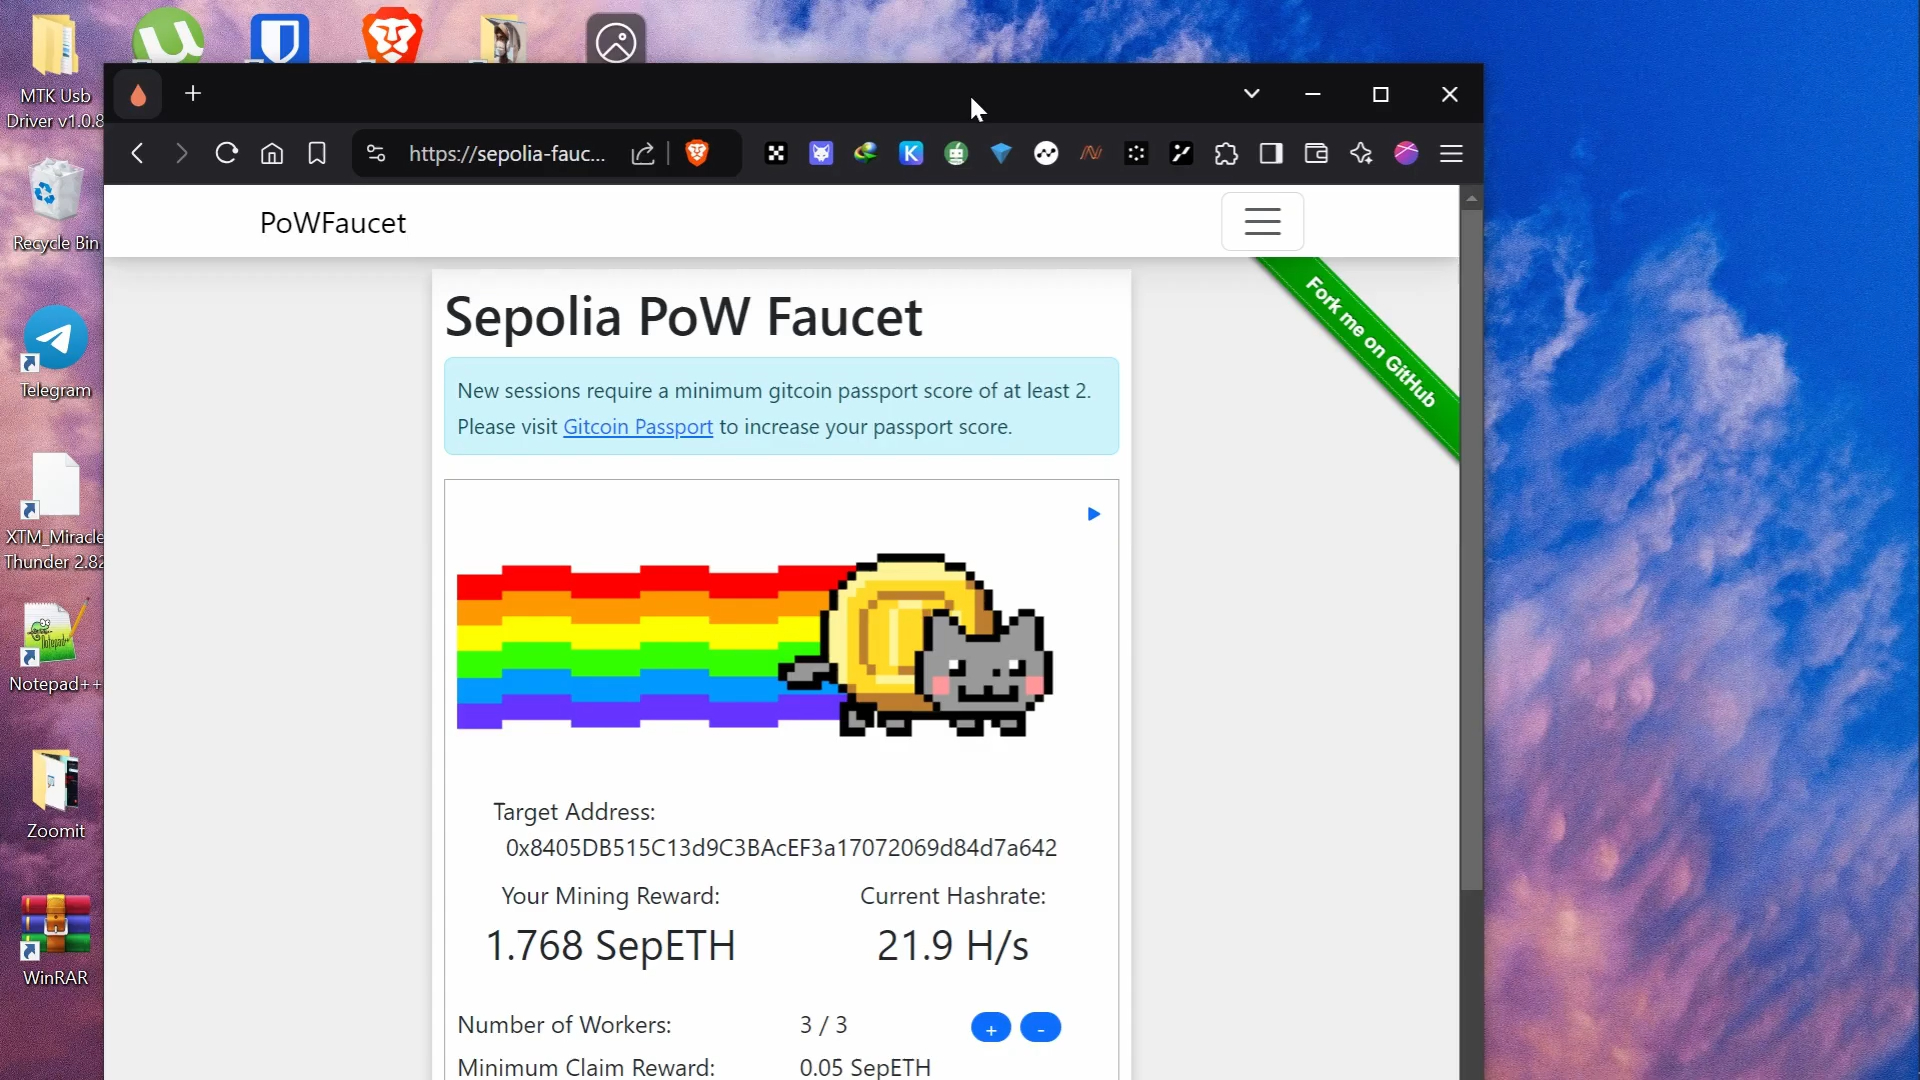 MTK Usb
Driver v1.0.8
Recycle Bin
Telegram
XTM_Miracle
Thunder 2.82
Notepad++
Zoomit
WinRAR
https://sepolia-fauc...
PoWFaucet
Fork me on GitHub
Sepolia PoW Faucet
New sessions require a minimum gitcoin passport score of at least 2.
Please visit Gitcoin Passport to increase your passport score.
Target Address:
0x8405DB515C13d9C3BAcEF3a17072069d84d7a642
Your Mining Reward:
Current Hashrate:
1.768 SepETH
21.9 H/s
Number of Workers: 3 / 3 + -
Minimum Claim Reward: 0.05 SepETH